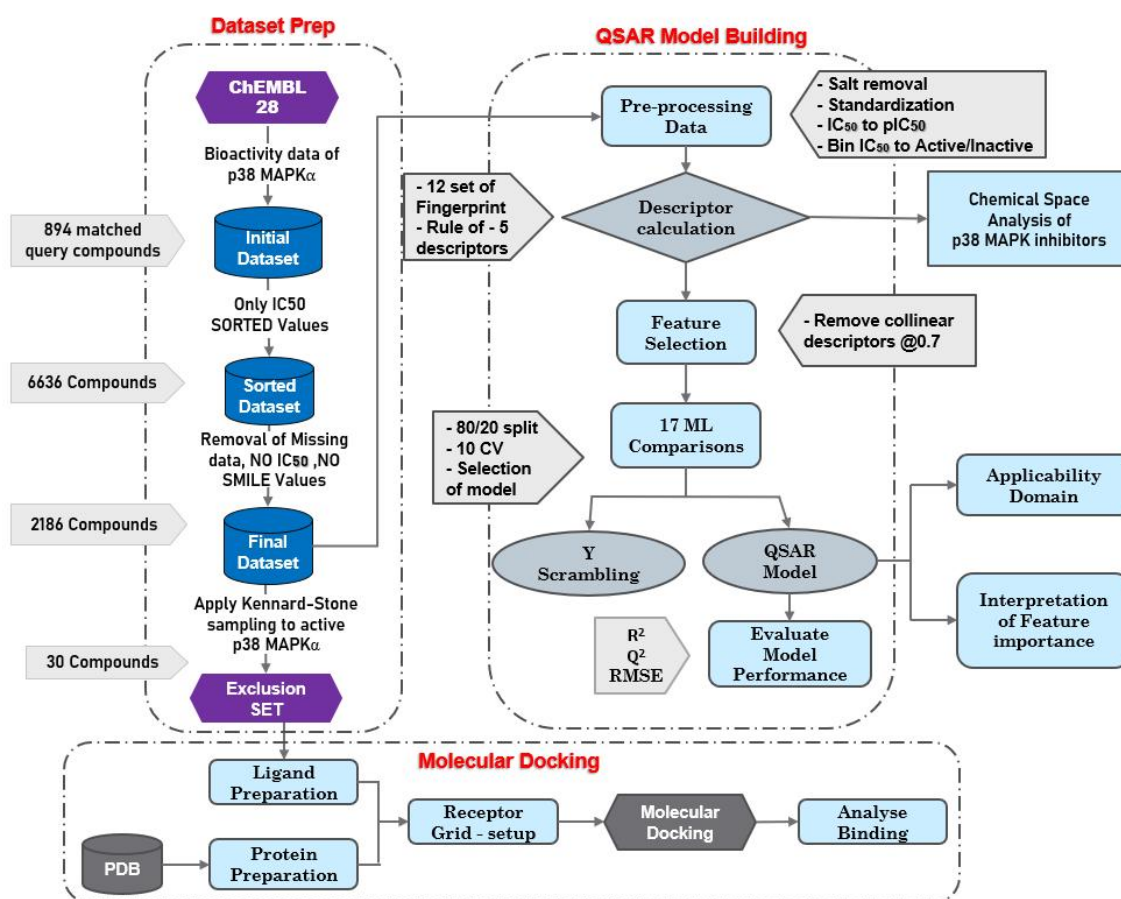 Dataset Prep
ChEMBL
28
Bioactivity data of
p38 MAPKα
894 matched
query compounds
Initial
Dataset
Only IC50
SORTED Values
6636 Compounds
Sorted
Dataset
Removal of Missing
data, NO IC₅₀ ,NO
SMILE Values
2186 Compounds
Final
Dataset
Apply Kennard-Stone
sampling to active
p38 MAPKα
30 Compounds
Exclusion
SET
QSAR Model Building
Pre-processing
Data
- Salt removal
- Standardization
- IC₅₀ to pIC₅₀
- Bin IC₅₀ to Active/Inactive
- 12 set of
Fingerprint
- Rule of - 5
descriptors
Descriptor
calculation
Chemical Space
Analysis of
p38 MAPK inhibitors
Feature
Selection
- Remove collinear
descriptors @0.7
- 80/20 split
- 10 CV
- Selection
of model
17 ML
Comparisons
Y
Scrambling
QSAR
Model
Applicability
Domain
Interpretation
of Feature
importance
R²
Q²
RMSE
Evaluate
Model
Performance
Molecular Docking
Ligand
Preparation
PDB
Protein
Preparation
Receptor
Grid - setup
Molecular
Docking
Analyse
Binding